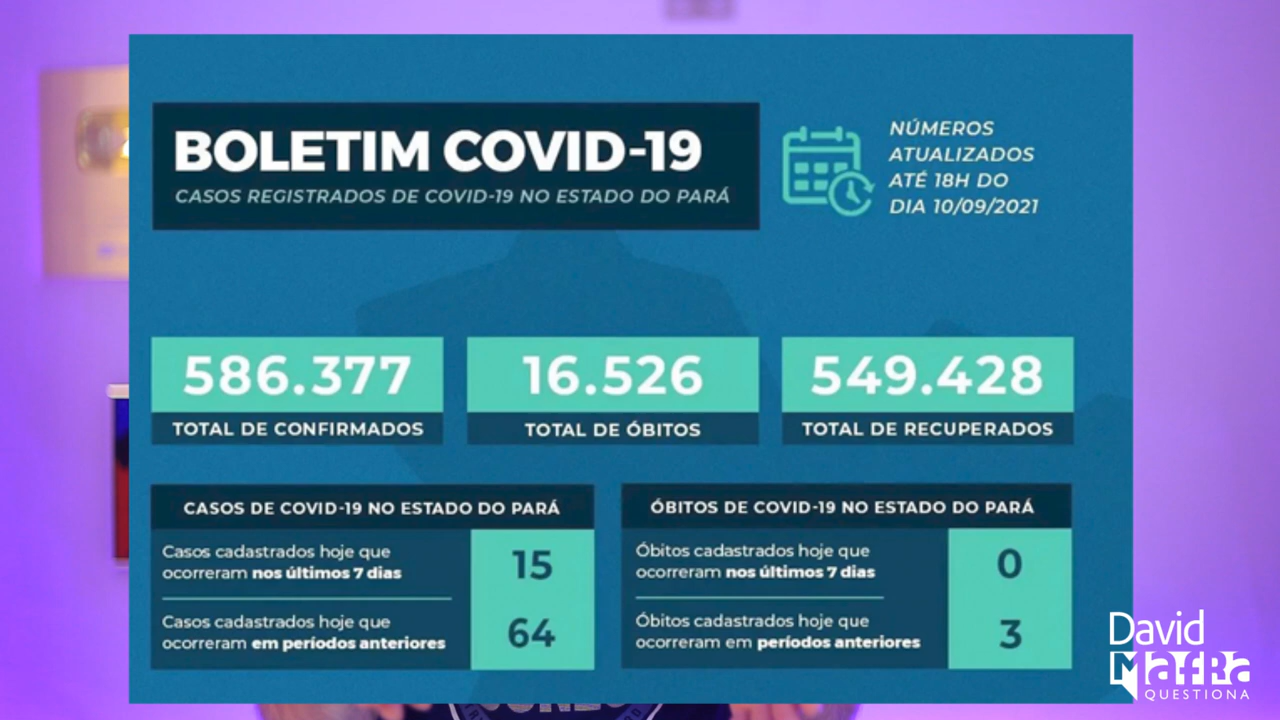 BOLETIM COVID-19
CASOS REGISTRADOS DE COVID-19 NO ESTADO DO PARÁ
NÚMEROS
ATUALIZADOS
ATÉ 18H DO
DIA 10/09/2021
586.377
TOTAL DE CONFIRMADOS
16.526
TOTAL DE ÓBITOS
549.428
TOTAL DE RECUPERADOS
CASOS DE COVID-19 NO ESTADO DO PARÁ
Casos cadastrados hoje que
ocorreram nos últimos 7 dias
15
Casos cadastrados hoje que
ocorreram em períodos anteriores
64
ÓBITOS DE COVID-19 NO ESTADO DO PARÁ
Óbitos cadastrados hoje que
ocorreram nos últimos 7 dias
0
Óbitos cadastrados hoje que
ocorreram em períodos anteriores
3
David
MafRa
QUESTIONA